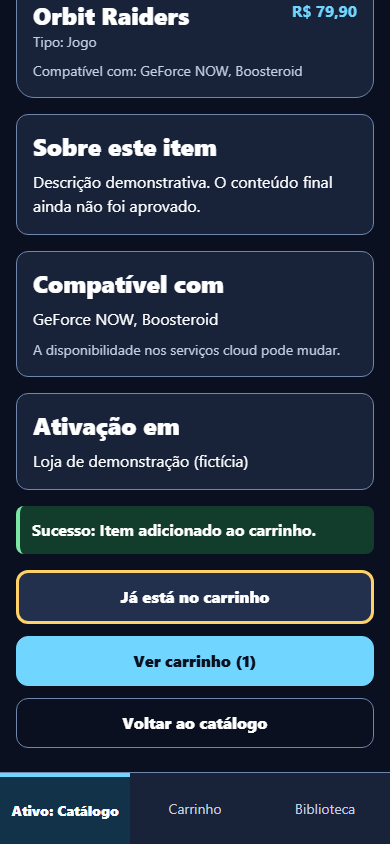 Orbit Raiders
R$ 79,90
Tipo: Jogo
Compatível com: GeForce NOW, Boosteroid
Sobre este item
Descrição demonstrativa. O conteúdo final
ainda não foi aprovado.
Compatível com
GeForce NOW, Boosteroid
A disponibilidade nos serviços cloud pode mudar.
Ativação em
Loja de demonstração (fictícia)
Sucesso: Item adicionado ao carrinho.
Já está no carrinho
Ver carrinho (1)
Voltar ao catálogo
Ativo: Catálogo
Carrinho
Biblioteca